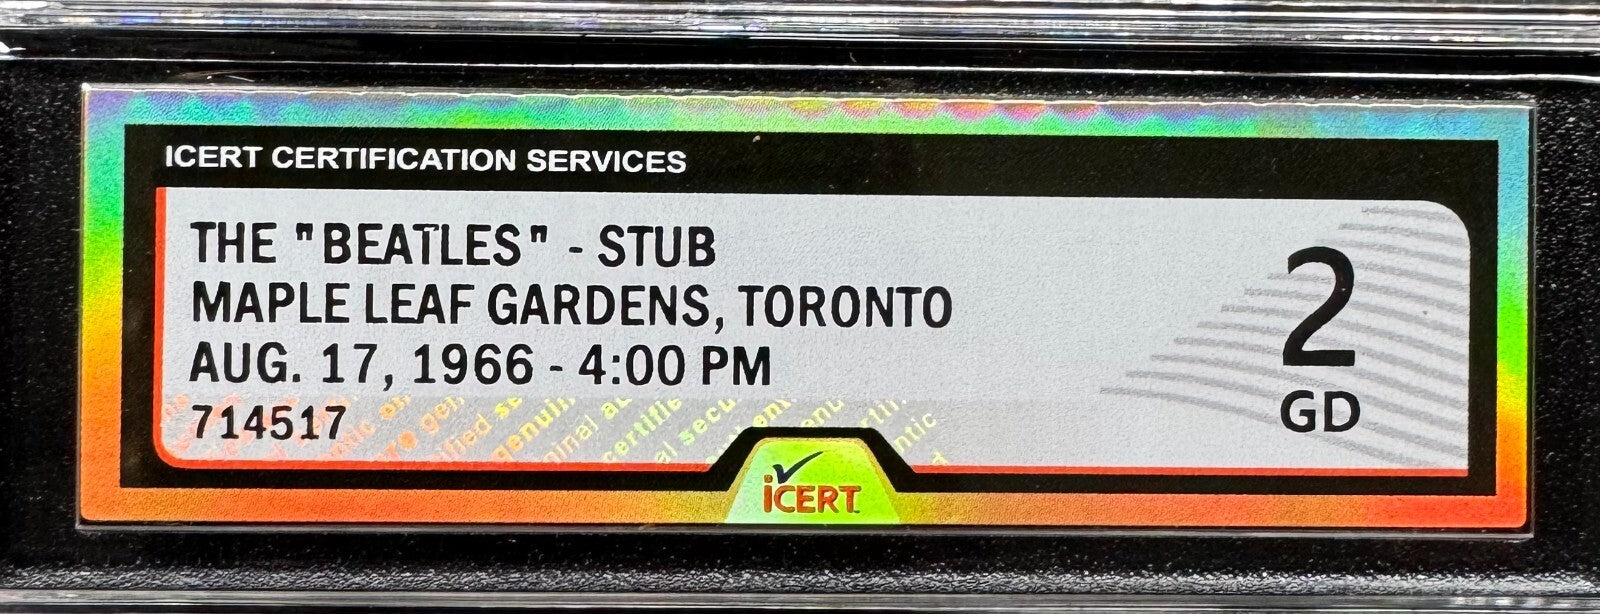 ICERT CERTIFICATION SERVICES
THE "BEATLES" - STUB
MAPLE LEAF GARDENS, TORONTO
AUG. 17, 1966 - 4:00 PM
714517
2
GD
iCERT